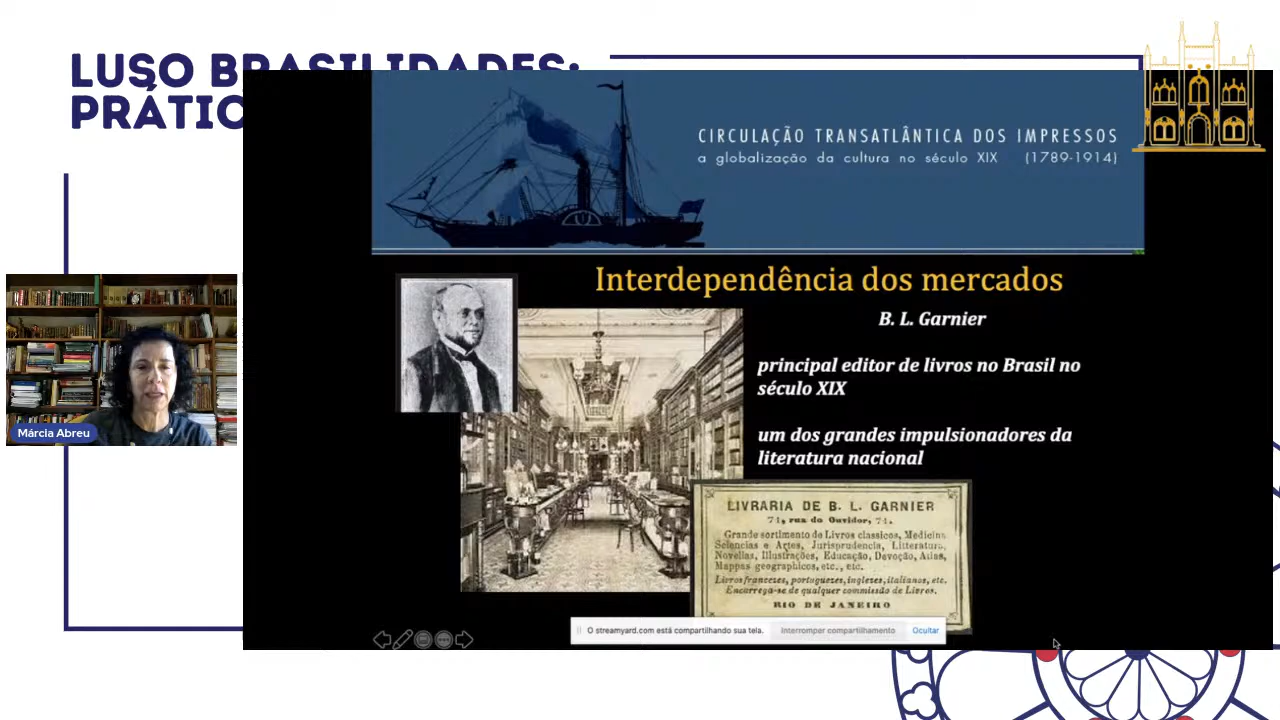 LUSO BRASILIDADES:
PRÁTIC
CIRCULAÇÃO TRANSATLÂNTICA DOS IMPRESSOS
a globalização da cultura no século XIX (1789-1914)
Interdependência dos mercados
B. L. Garnier
principal editor de livros no Brasil no
século XIX
um dos grandes impulsionadores da
literatura nacional
Márcia Abreu
LIVRARIA DE B. L. GARNIER
71, rua do Ouvidor, 71.
Grande sortimento de Livros classicos, Medicina
Sciencias e Artes, Jurisprudencia, Litteratura,
Novellas, Illustrações, Educação, Devoção, Atlas,
Mappas geographicos, etc., etc.
Livros francezes, portuguezes, inglezes, italianos, etc.
Encarrega-se de qualquer commissão de Livros.
RIO DE JANEIRO
O streamyard.com está compartilhando sua tela.
Interromper compartilhamento
Ocultar